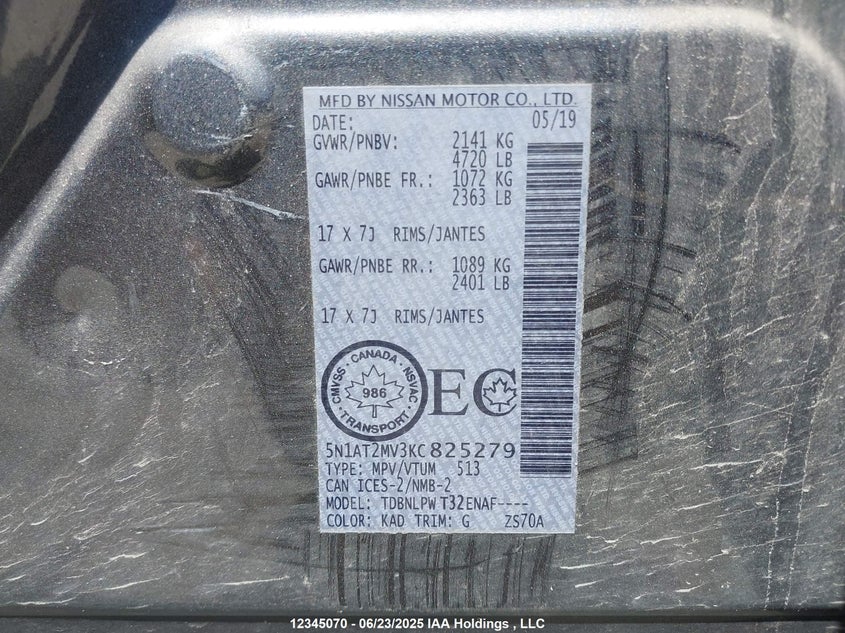 MFD BY NISSAN MOTOR CO., LTD.
DATE: 05/19
GVWR/PNBV: 2141 KG
4720 LB
GAWR/PNBE FR.: 1072 KG
2363 LB
17 X 7J RIMS/JANTES
GAWR/PNBE RR.: 1089 KG
2401 LB
17 X 7J RIMS/JANTES
CANADA
CMVSS · NSVAC
986
TRANSPORT
EC
5N1AT2MV3KC825279
TYPE: MPV/VTUM 513
CAN ICES-2/NMB-2
MODEL: TDBNLPW T32ENAF----
COLOR: KAD TRIM: G ZS70A
12345070 - 06/23/2025 IAA Holdings , LLC